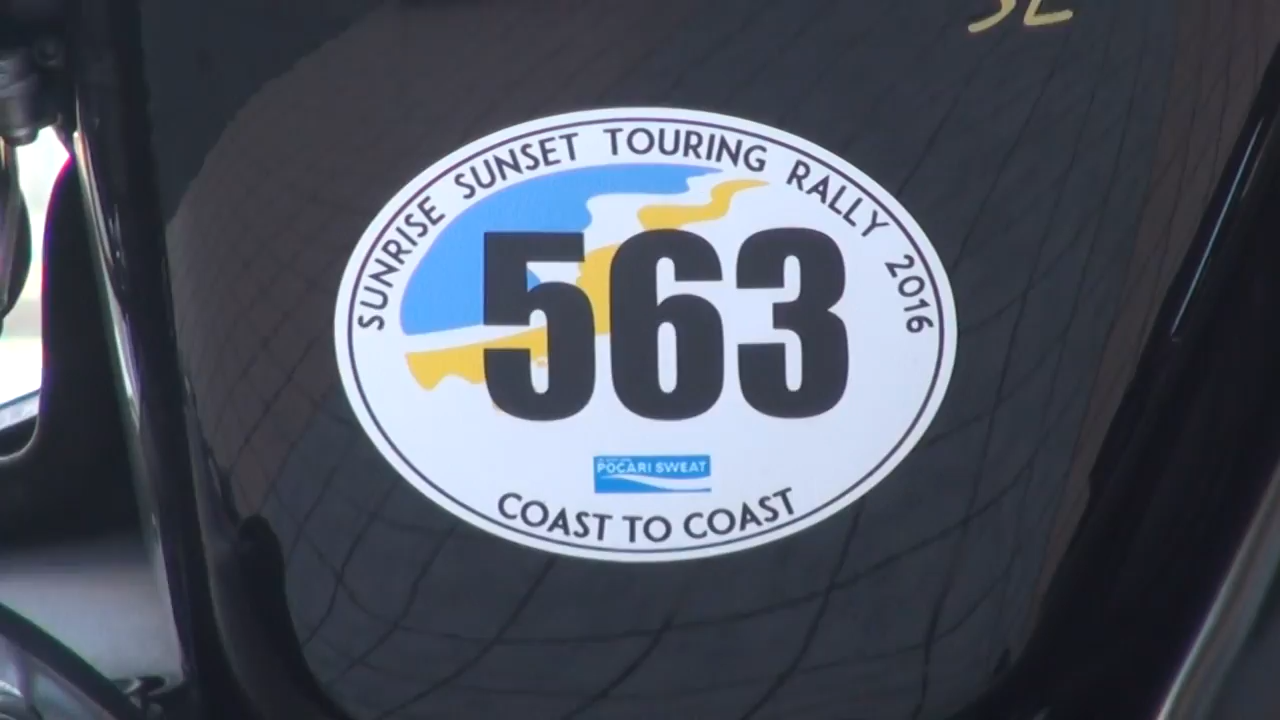 SUNRISE SUNSET TOURING RALLY 2016
563
POCARI SWEAT
COAST TO COAST